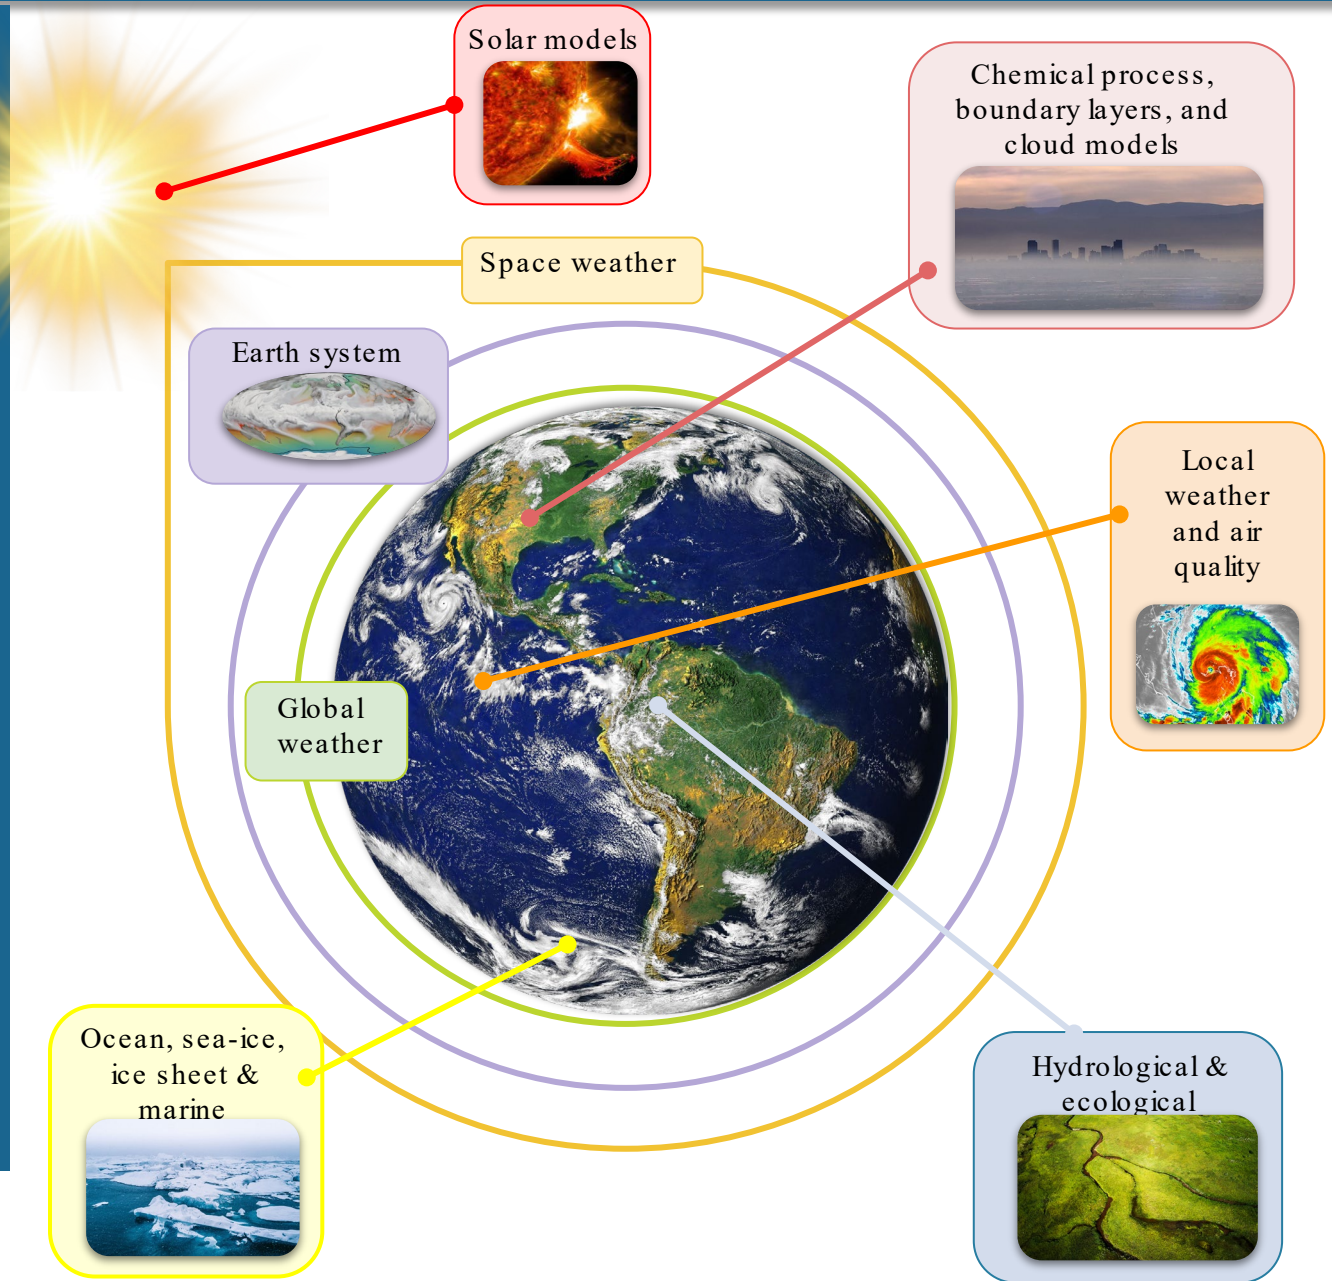 Solar models
Chemical process,
boundary layers, and
cloud models
Space weather
Earth system
Local
weather
and air
quality
Global
weather
Ocean, sea-ice,
ice sheet &
marine
Hydrological &
ecological